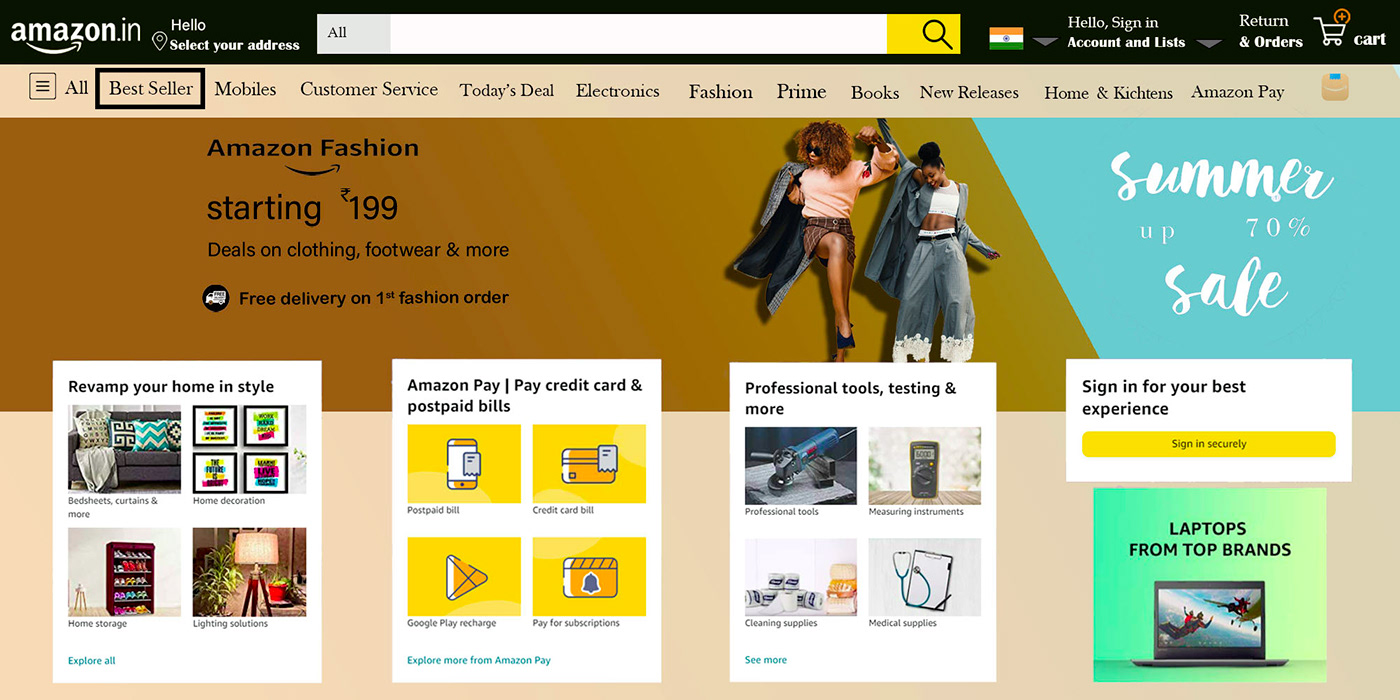 amazon.in
Hello
Select your address
All
Hello, Sign in
Account and Lists
Return
& Orders
cart
All
Best Seller
Mobiles
Customer Service
Today's Deal
Electronics
Fashion
Prime
Books
New Releases
Home & Kichtens
Amazon Pay
Amazon Fashion
starting ₹199
Deals on clothing, footwear & more
FREE
Free delivery on 1st fashion order
summer
up 70%
sale
Revamp your home in style
Bedsheets, curtains &
more
Home decoration
THE
FUTURE
IS
Home storage
Lighting solutions
Explore all
Amazon Pay | Pay credit card &
postpaid bills
Postpaid bill
Credit card bill
Google Play recharge
Pay for subscriptions
Explore more from Amazon Pay
Professional tools, testing &
more
Professional tools
Measuring instruments
Cleaning supplies
Medical supplies
See more
Sign in for your best
experience
Sign in securely
LAPTOPS
FROM TOP BRANDS